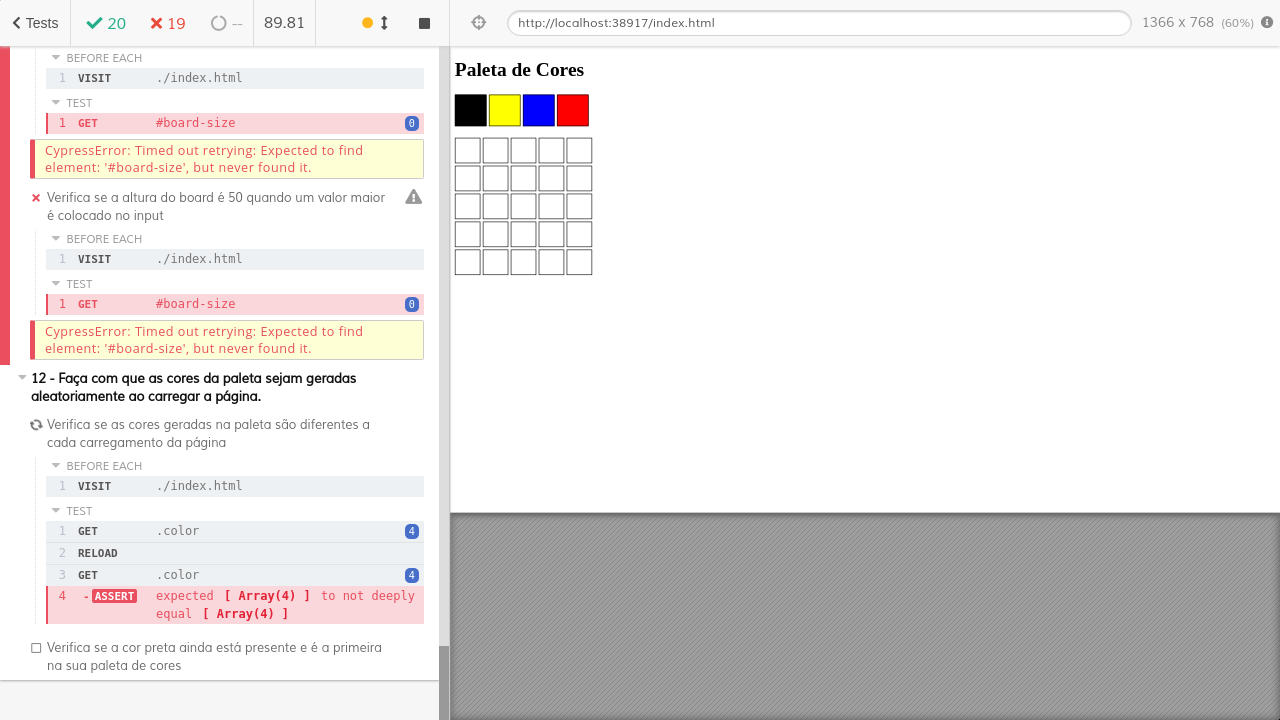 Tests 20 19 -- 89.81
http://localhost:38917/index.html 1366 x 768 (60%)
BEFORE EACH
1 VISIT ./index.html
TEST
1 GET #board-size 0
CypressError: Timed out retrying: Expected to find
element: '#board-size', but never found it.
Verifica se a altura do board é 50 quando um valor maior
é colocado no input
BEFORE EACH
1 VISIT ./index.html
TEST
1 GET #board-size 0
CypressError: Timed out retrying: Expected to find
element: '#board-size', but never found it.
12 - Faça com que as cores da paleta sejam geradas
aleatoriamente ao carregar a página.
Verifica se as cores geradas na paleta são diferentes a
cada carregamento da página
BEFORE EACH
1 VISIT ./index.html
TEST
1 GET .color 4
2 RELOAD
3 GET .color 4
4 -ASSERT expected [ Array(4) ] to not deeply
equal [ Array(4) ]
Verifica se a cor preta ainda está presente e é a primeira
na sua paleta de cores
Paleta de Cores